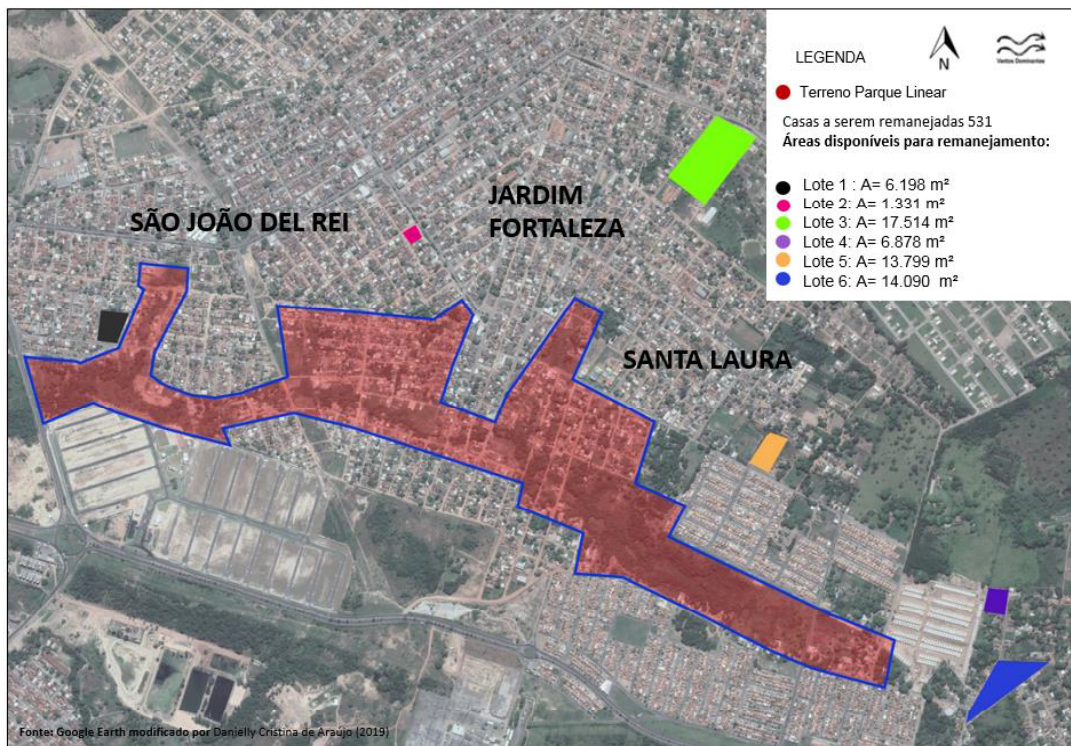 LEGENDA
N
Ventos Dominantes
Terreno Parque Linear
Casas a serem remanejadas 531
Áreas disponíveis para remanejamento:
Lote 1 : A= 6.198 m²
Lote 2: A= 1.331 m²
Lote 3: A= 17.514 m²
Lote 4: A= 6.878 m²
Lote 5: A= 13.799 m²
Lote 6: A= 14.090 m²
JARDIM
FORTALEZA
SÃO JOÃO DEL REI
SANTA LAURA
Fonte: Google Earth modificado por Danielly Cristina de Araújo (2019)